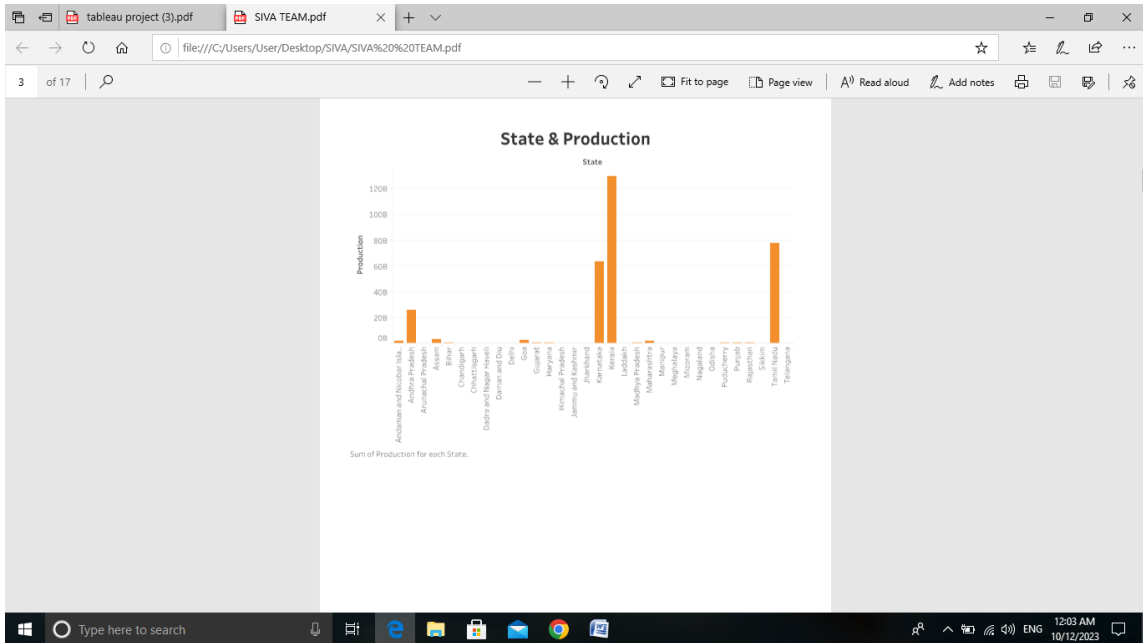 tableau project (3).pdf
SIVA TEAM.pdf
file:///C:/Users/User/Desktop/SIVA/SIVA%20%20TEAM.pdf
3 of 17
Fit to page
Page view
Read aloud
Add notes
State & Production
State
Production
120B
100B
80B
60B
40B
20B
0B
Andaman and Nicobar Isla..
Andhra Pradesh
Arunachal Pradesh
Assam
Bihar
Chandigarh
Chhattisgarh
Dadra and Nagar Haveli
Daman and Diu
Delhi
Goa
Gujarat
Haryana
Himachal Pradesh
Jammu and Kashmir
Jharkhand
Karnataka
Kerala
Laddakh
Madhya Pradesh
Maharashtra
Manipur
Meghalaya
Mizoram
Nagaland
Odisha
Puducherry
Punjab
Rajasthan
Sikkim
Tamil Nadu
Telangana
Sum of Production for each State.
Type here to search
ENG
12:03 AM
10/12/2023